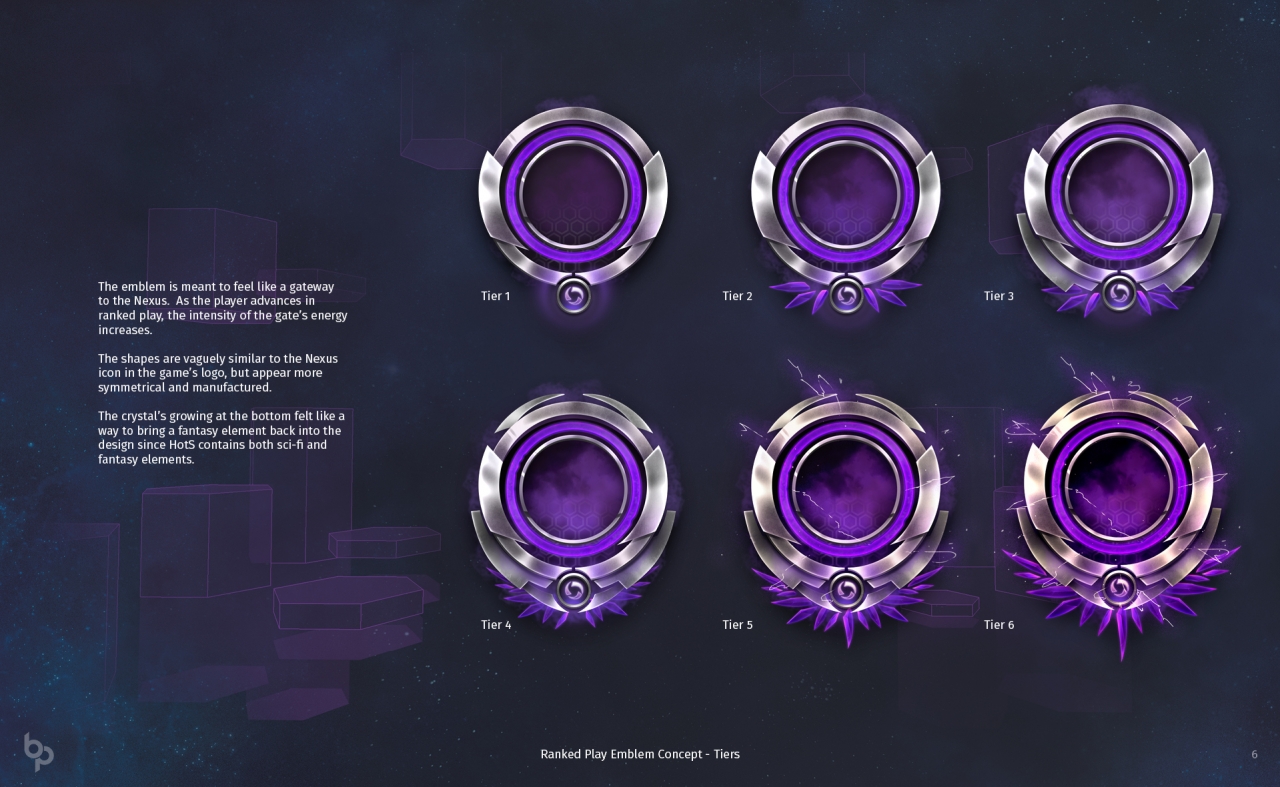 The emblem is meant to feel like a gateway
to the Nexus.  As the player advances in
ranked play, the intensity of the gate's energy
increases.
The shapes are vaguely similar to the Nexus
icon in the game's logo, but appear more
symmetrical and manufactured.
The crystal's growing at the bottom felt like a
way to bring a fantasy element back into the
design since HotS contains both sci-fi and
fantasy elements.
Tier 1
Tier 2
Tier 3
Tier 4
Tier 5
Tier 6
bp
Ranked Play Emblem Concept - Tiers
6